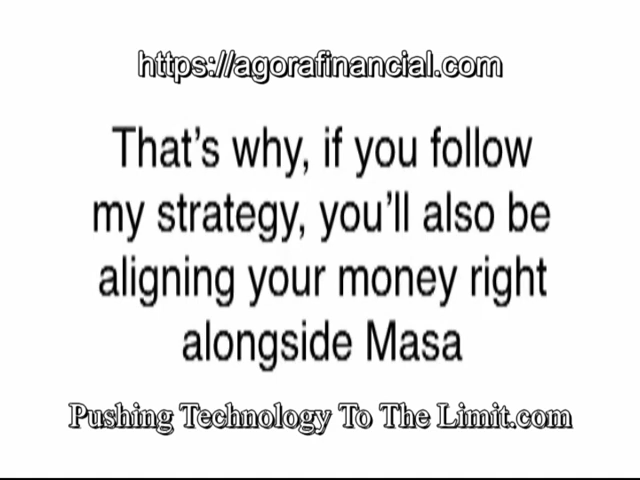 https://agorafinancial.com
That’s why, if you follow
my strategy, you’ll also be
aligning your money right
alongside Masa
Pushing Technology To The Limit.com